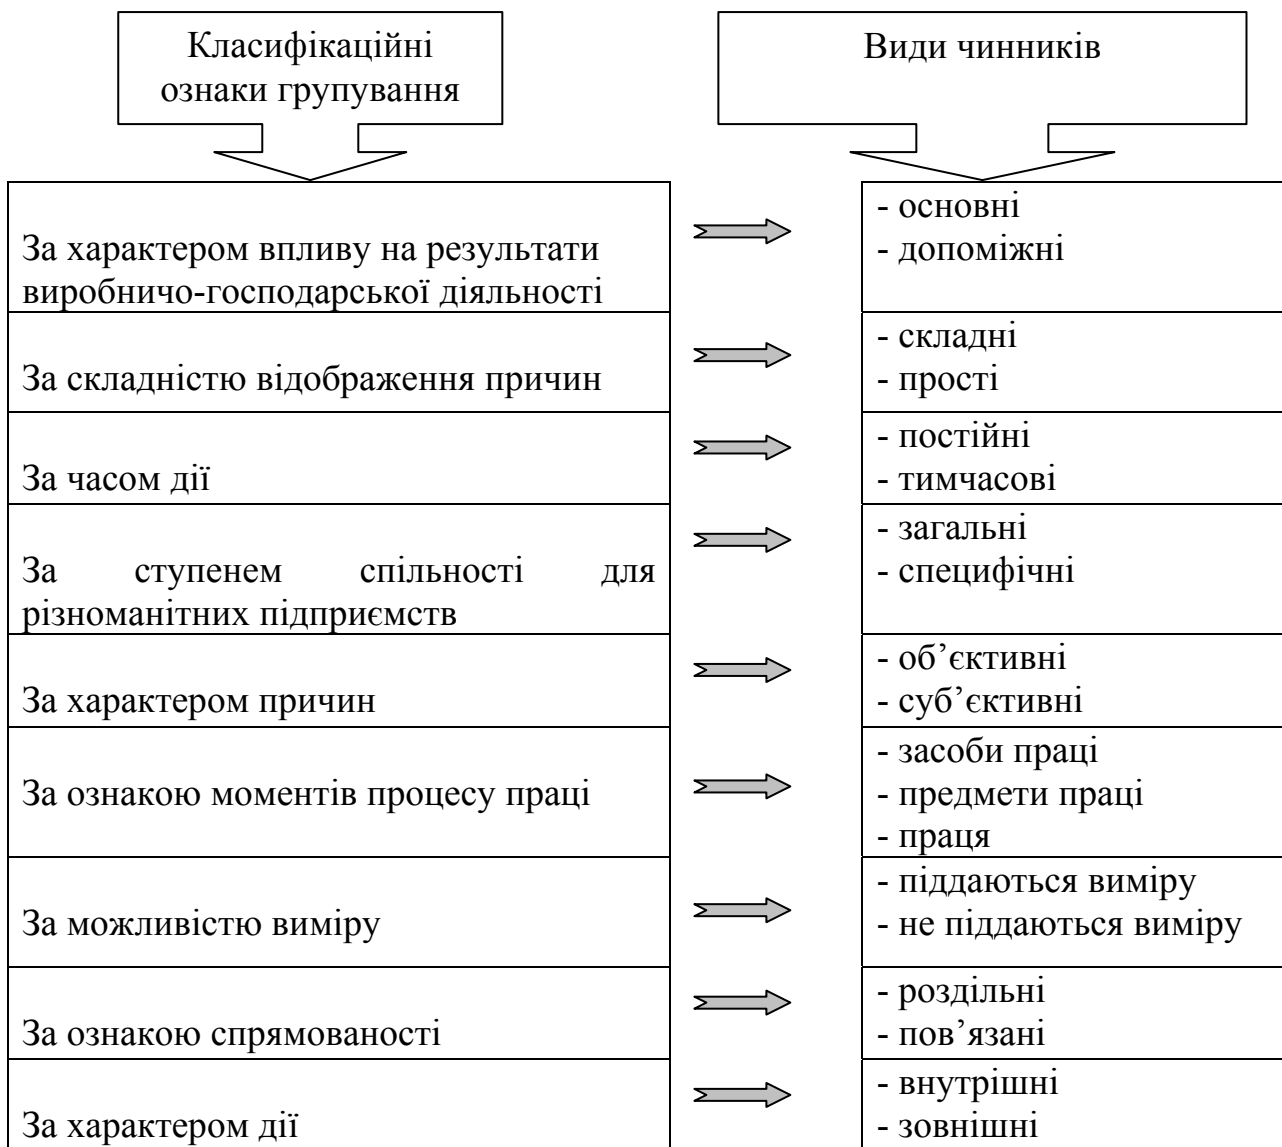 Класифікаційні
ознаки групування
Види чинників
За характером впливу на результати
виробничо-господарської діяльності
- основні
- допоміжні
За складністю відображення причин
- складні
- прості
За часом дії
- постійні
- тимчасові
За ступенем спільності для
різноманітних підприємств
- загальні
- специфічні
За характером причин
- об’єктивні
- суб’єктивні
За ознакою моментів процесу праці
- засоби праці
- предмети праці
- праця
За можливістю виміру
- піддаються виміру
- не піддаються виміру
За ознакою спрямованості
- роздільні
- пов’язані
За характером дії
- внутрішні
- зовнішні